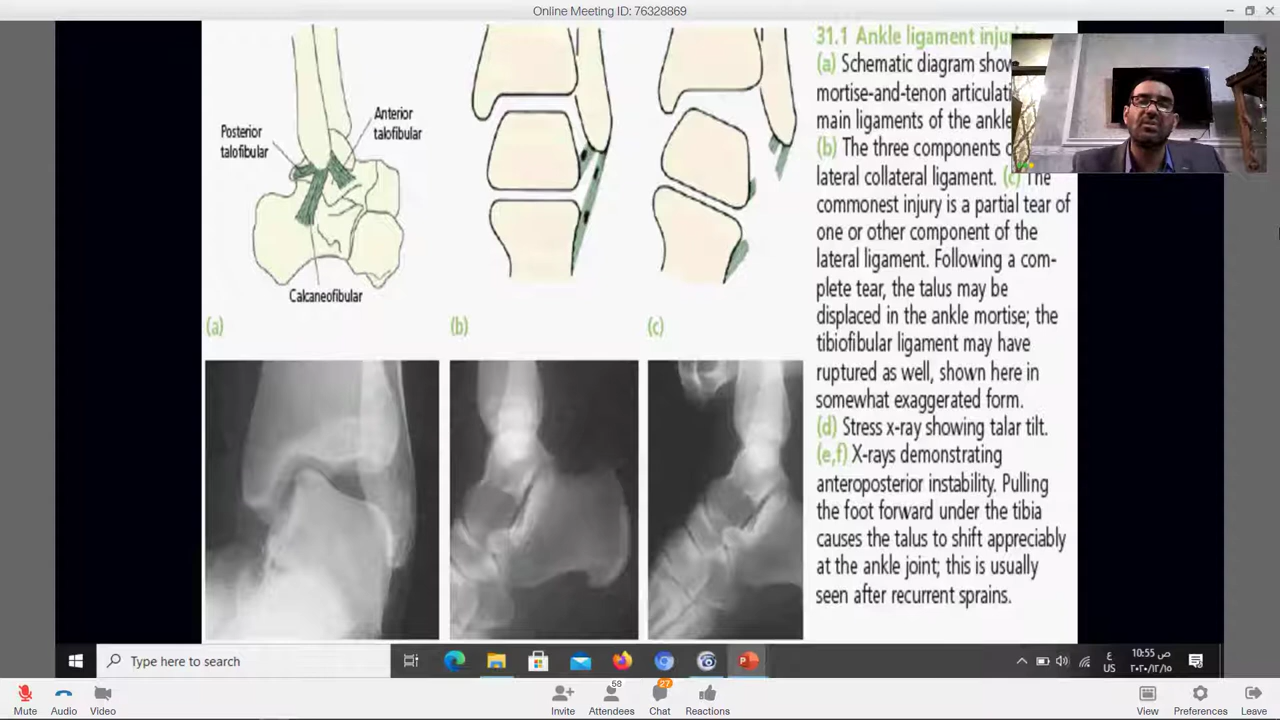 Online Meeting ID: 76328869
Posterior
talofibular
Anterior
talofibular
Calcaneofibular
(a)
(b)
(c)
31.1 Ankle ligament
(a) Schematic diagram
mortise-and-tenon
main ligaments of the ankle
(b) The three components
lateral collateral ligament. (c) The
commonest injury is a partial tear of
one or other component of the
lateral ligament. Following a com-
plete tear, the talus may be
displaced in the ankle mortise; the
tibiofibular ligament may have
ruptured as well, shown here in
somewhat exaggerated form.
(d) Stress x-ray showing talar tilt.
(e,f) X-rays demonstrating
anteroposterior instability. Pulling
the foot forward under the tibia
causes the talus to shift appreciably
at the ankle joint; this is usually
seen after recurrent sprains.
Type here to search
ع
US
10:55 ص
٢٠٢٠/١٢/١٥
Mute
Audio
Video
Invite
58
Attendees
27
Chat
Reactions
View
Preferences
Leave